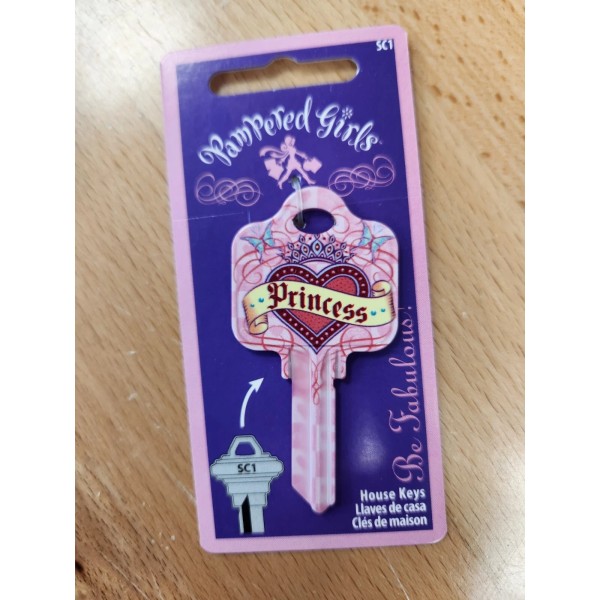 SC1
Pampered Girls
Princess
Be Fabulous!
SC1
House Keys
Llaves de casa
Clés de maison